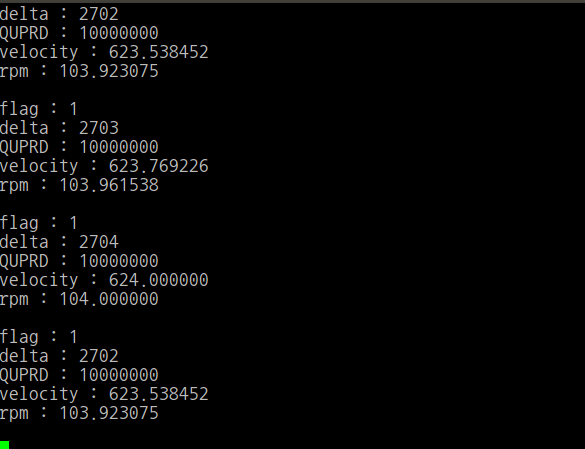 delta : 2702
QUPRD : 10000000
velocity : 623.538452
rpm : 103.923075
flag : 1
delta : 2703
QUPRD : 10000000
velocity : 623.769226
rpm : 103.961538
flag : 1
delta : 2704
QUPRD : 10000000
velocity : 624.000000
rpm : 104.000000
flag : 1
delta : 2702
QUPRD : 10000000
velocity : 623.538452
rpm : 103.923075